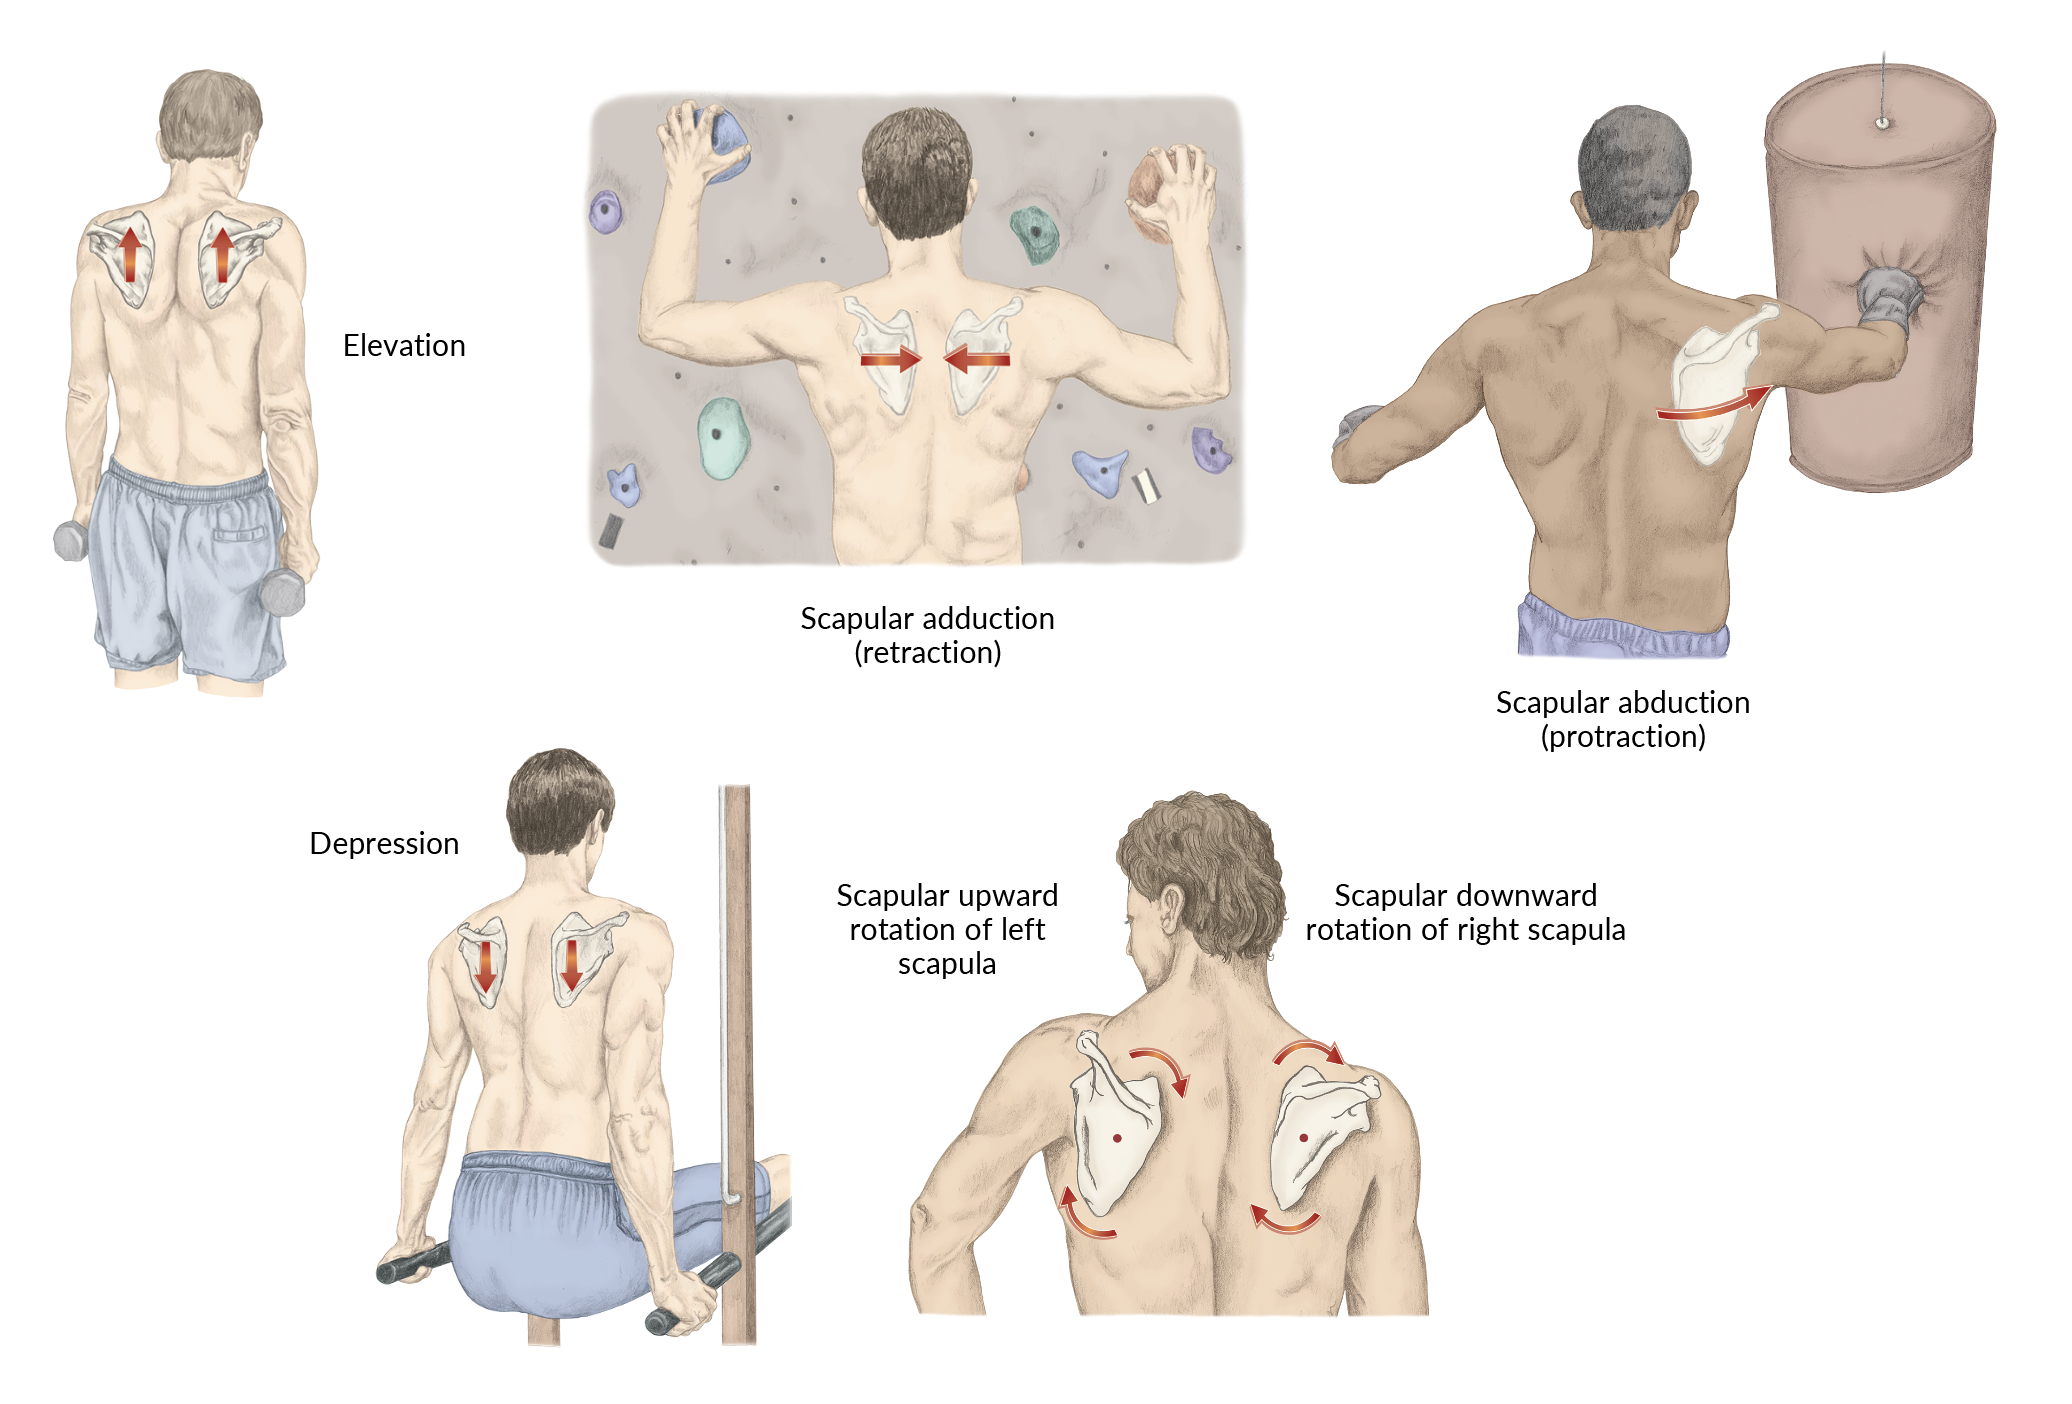 Elevation
Scapular adduction
(retraction)
Scapular abduction
(protraction)
Depression
Scapular upward
rotation of left
scapula
Scapular downward
rotation of right scapula